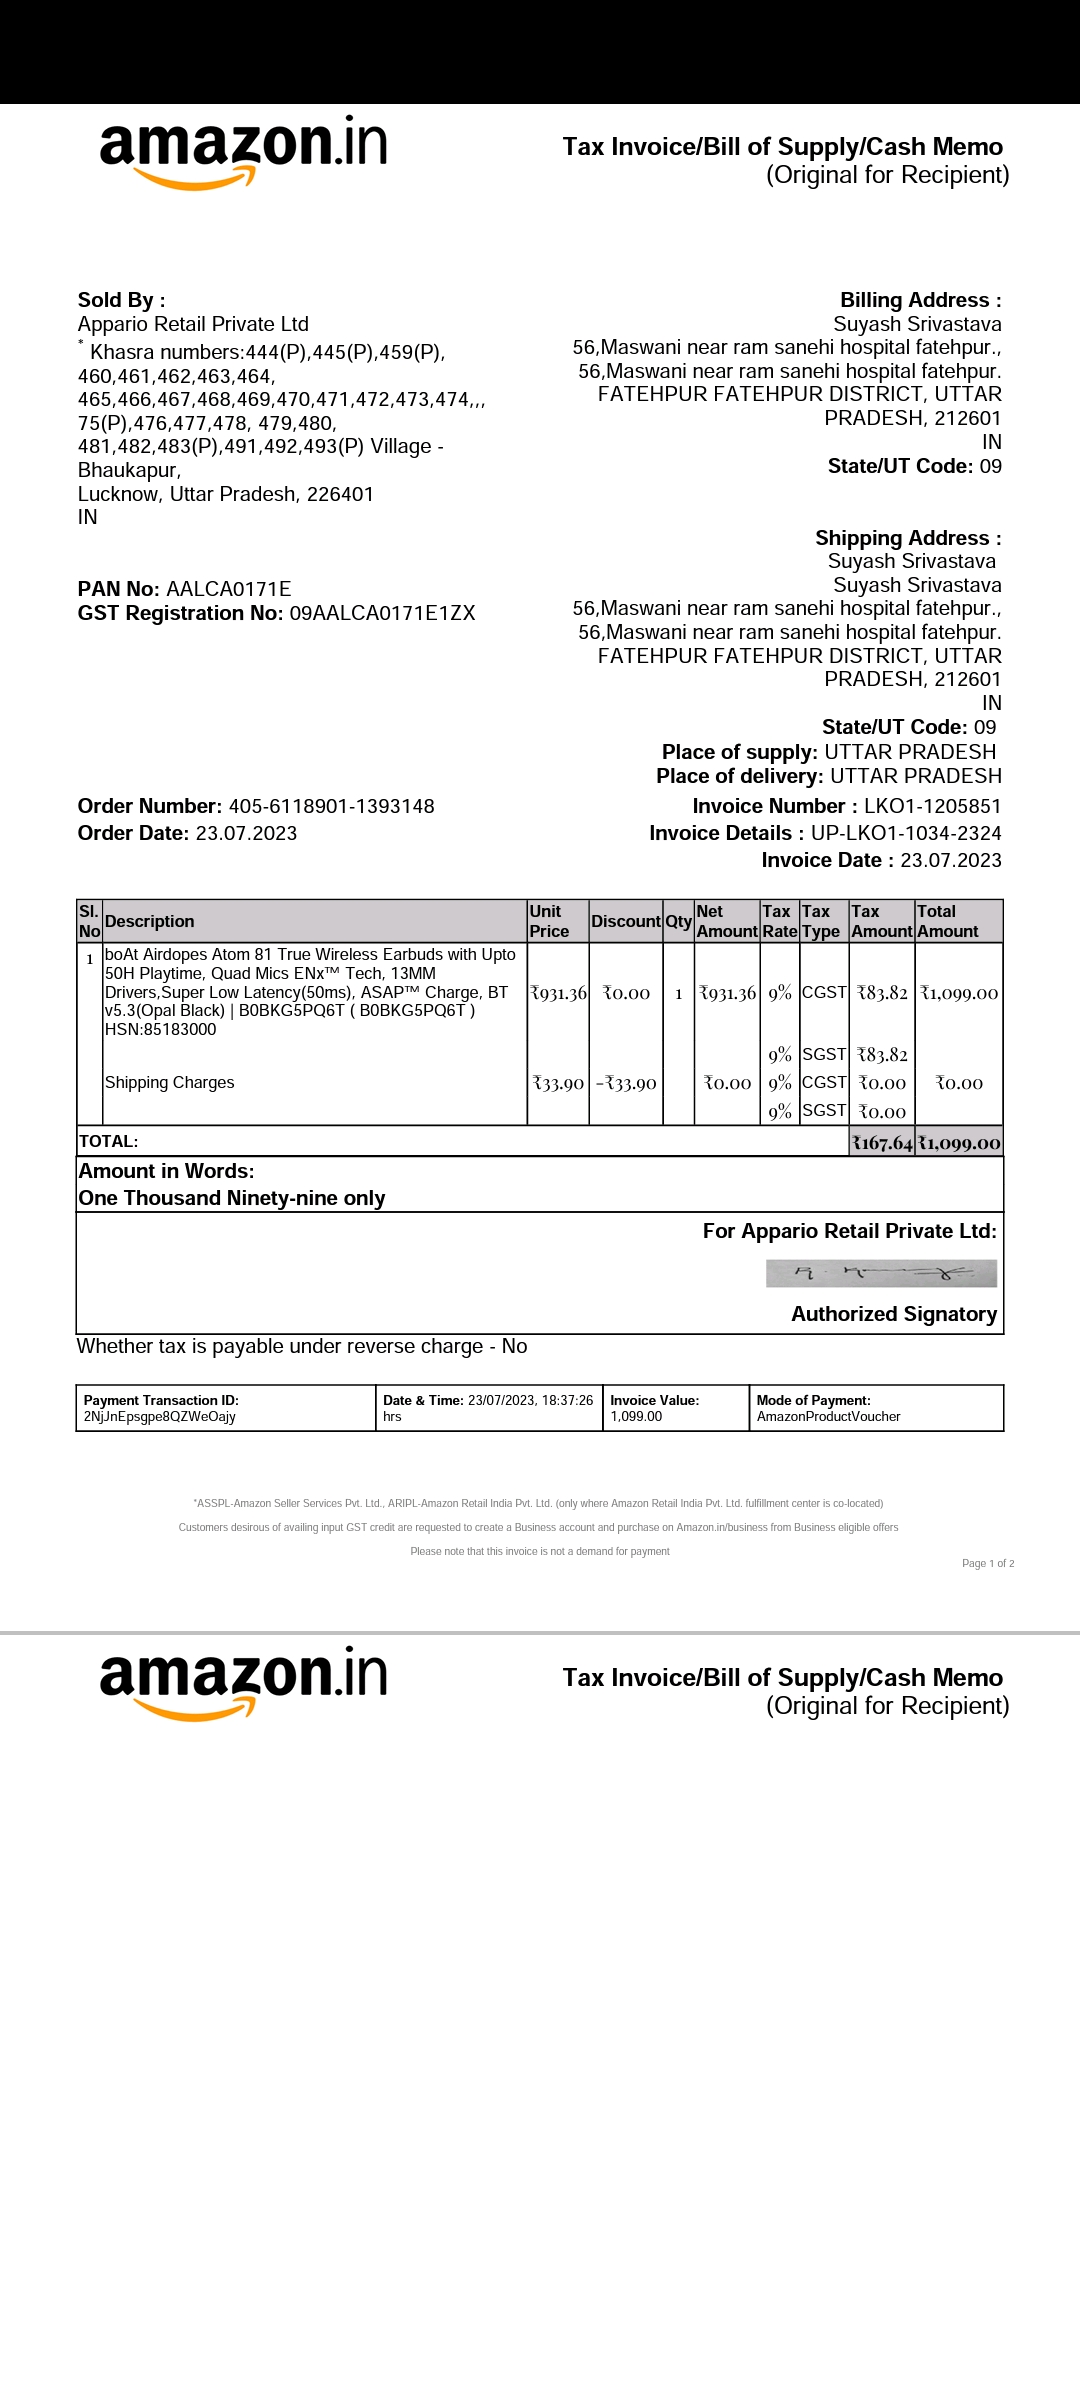 amazon.in
Tax Invoice/Bill of Supply/Cash Memo
(Original for Recipient)
Sold By :
Appario Retail Private Ltd
* Khasra numbers:444(P),445(P),459(P),
460,461,462,463,464,
465,466,467,468,469,470,471,472,473,474,,,
75(P),476,477,478, 479,480,
481,482,483(P),491,492,493(P) Village -
Bhaukapur,
Lucknow, Uttar Pradesh, 226401
IN
PAN No: AALCA0171E
GST Registration No: 09AALCA0171E1ZX
Billing Address :
Suyash Srivastava
56,Maswani near ram sanehi hospital fatehpur.,
56,Maswani near ram sanehi hospital fatehpur.
FATEHPUR FATEHPUR DISTRICT, UTTAR
PRADESH, 212601
IN
State/UT Code: 09
Shipping Address :
Suyash Srivastava
Suyash Srivastava
56,Maswani near ram sanehi hospital fatehpur.,
56,Maswani near ram sanehi hospital fatehpur.
FATEHPUR FATEHPUR DISTRICT, UTTAR
PRADESH, 212601
IN
State/UT Code: 09
Place of supply: UTTAR PRADESH
Place of delivery: UTTAR PRADESH
Order Number: 405-6118901-1393148
Order Date: 23.07.2023
Invoice Number : LKO1-1205851
Invoice Details : UP-LKO1-1034-2324
Invoice Date : 23.07.2023
Sl. No Description Unit Price Discount Qty Net Amount Tax Rate Tax Type Tax Amount Total Amount
1 boAt Airdopes Atom 81 True Wireless Earbuds with Upto
50H Playtime, Quad Mics ENx™ Tech, 13MM
Drivers,Super Low Latency(50ms), ASAP™ Charge, BT ₹931.36 ₹0.00 1 ₹931.36 9% CGST ₹83.82 ₹1,099.00
v5.3(Opal Black) | B0BKG5PQ6T ( B0BKG5PQ6T )
HSN:85183000
9% SGST ₹83.82
Shipping Charges ₹33.90 -₹33.90 ₹0.00 9% CGST ₹0.00 ₹0.00
9% SGST ₹0.00
TOTAL: ₹167.64 ₹1,099.00
Amount in Words:
One Thousand Ninety-nine only
For Appario Retail Private Ltd:
Authorized Signatory
Whether tax is payable under reverse charge - No
Payment Transaction ID:
2NjJnEpsgpe8QZWeOajy
Date & Time: 23/07/2023, 18:37:26
hrs
Invoice Value:
1,099.00
Mode of Payment:
AmazonProductVoucher
*ASSPL-Amazon Seller Services Pvt. Ltd., ARIPL-Amazon Retail India Pvt. Ltd. (only where Amazon Retail India Pvt. Ltd. fulfillment center is co-located)
Customers desirous of availing input GST credit are requested to create a Business account and purchase on Amazon.in/business from Business eligible offers
Please note that this invoice is not a demand for payment
Page 1 of 2
amazon.in
Tax Invoice/Bill of Supply/Cash Memo
(Original for Recipient)